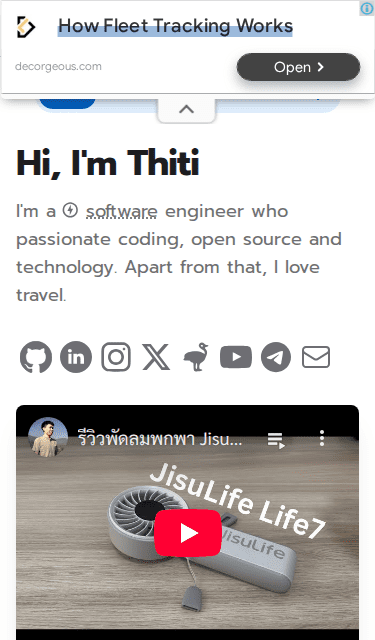 How Fleet Tracking Works
decorgeous.com
Open
Hi, I'm Thiti
I'm a software engineer who
passionate coding, open source and
technology. Apart from that, I love
travel.
รีวิวพัดลมพกพา Jisu...
JisuLife Life7
JisuLife